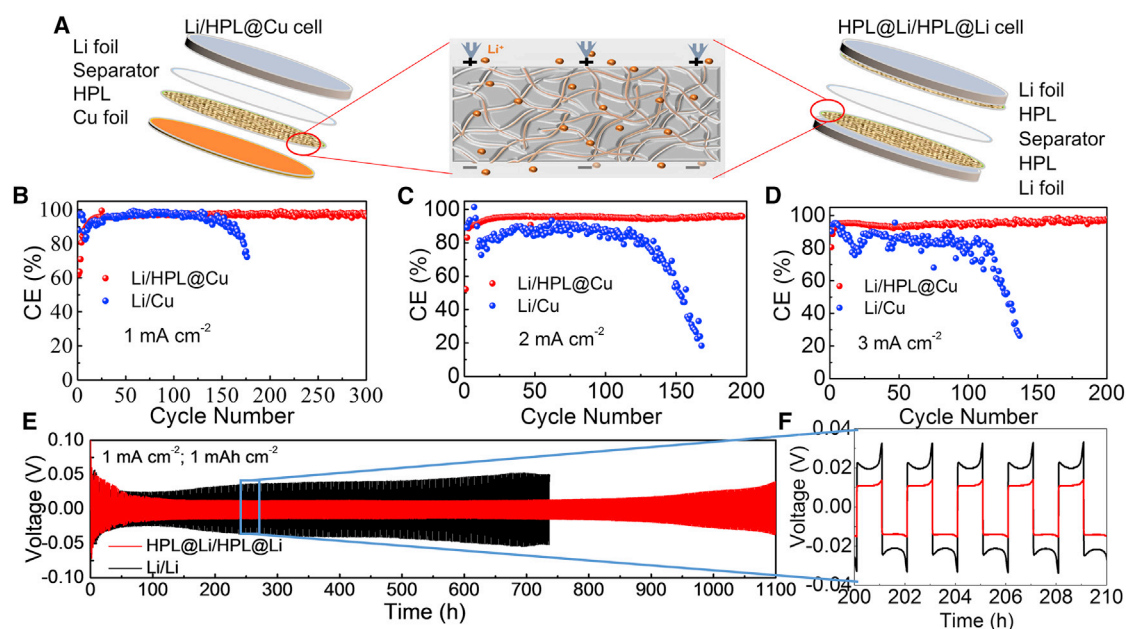 A
Li/HPL@Cu cell
Li foil
Separator
HPL
Cu foil
Li⁺
+ + +
− − −
HPL@Li/HPL@Li cell
Li foil
HPL
Separator
HPL
Li foil
B
100
80
60
40
20
0
CE (%)
Li/HPL@Cu
Li/Cu
1 mA cm⁻²
0 50 100 150 200 250 300
Cycle Number
C
100
80
60
40
20
0
CE (%)
Li/HPL@Cu
Li/Cu
2 mA cm⁻²
0 50 100 150 200
Cycle Number
D
100
80
60
40
20
0
CE (%)
Li/HPL@Cu
Li/Cu
3 mA cm⁻²
0 50 100 150 200
Cycle Number
E
0.10
0.05
0.00
-0.05
-0.10
Voltage (V)
1 mA cm⁻²; 1 mAh cm⁻²
HPL@Li/HPL@Li
Li/Li
0 100 200 300 400 500 600 700 800 900 1000 1100
Time (h)
F
0.04
0.02
0.00
-0.02
-0.04
Voltage (V)
200 202 204 206 208 210
Time (h)